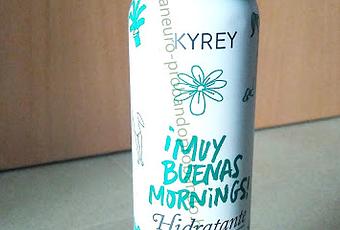 KYREY
¡MUY
BUENAS
MORNINGS!
Hidratante